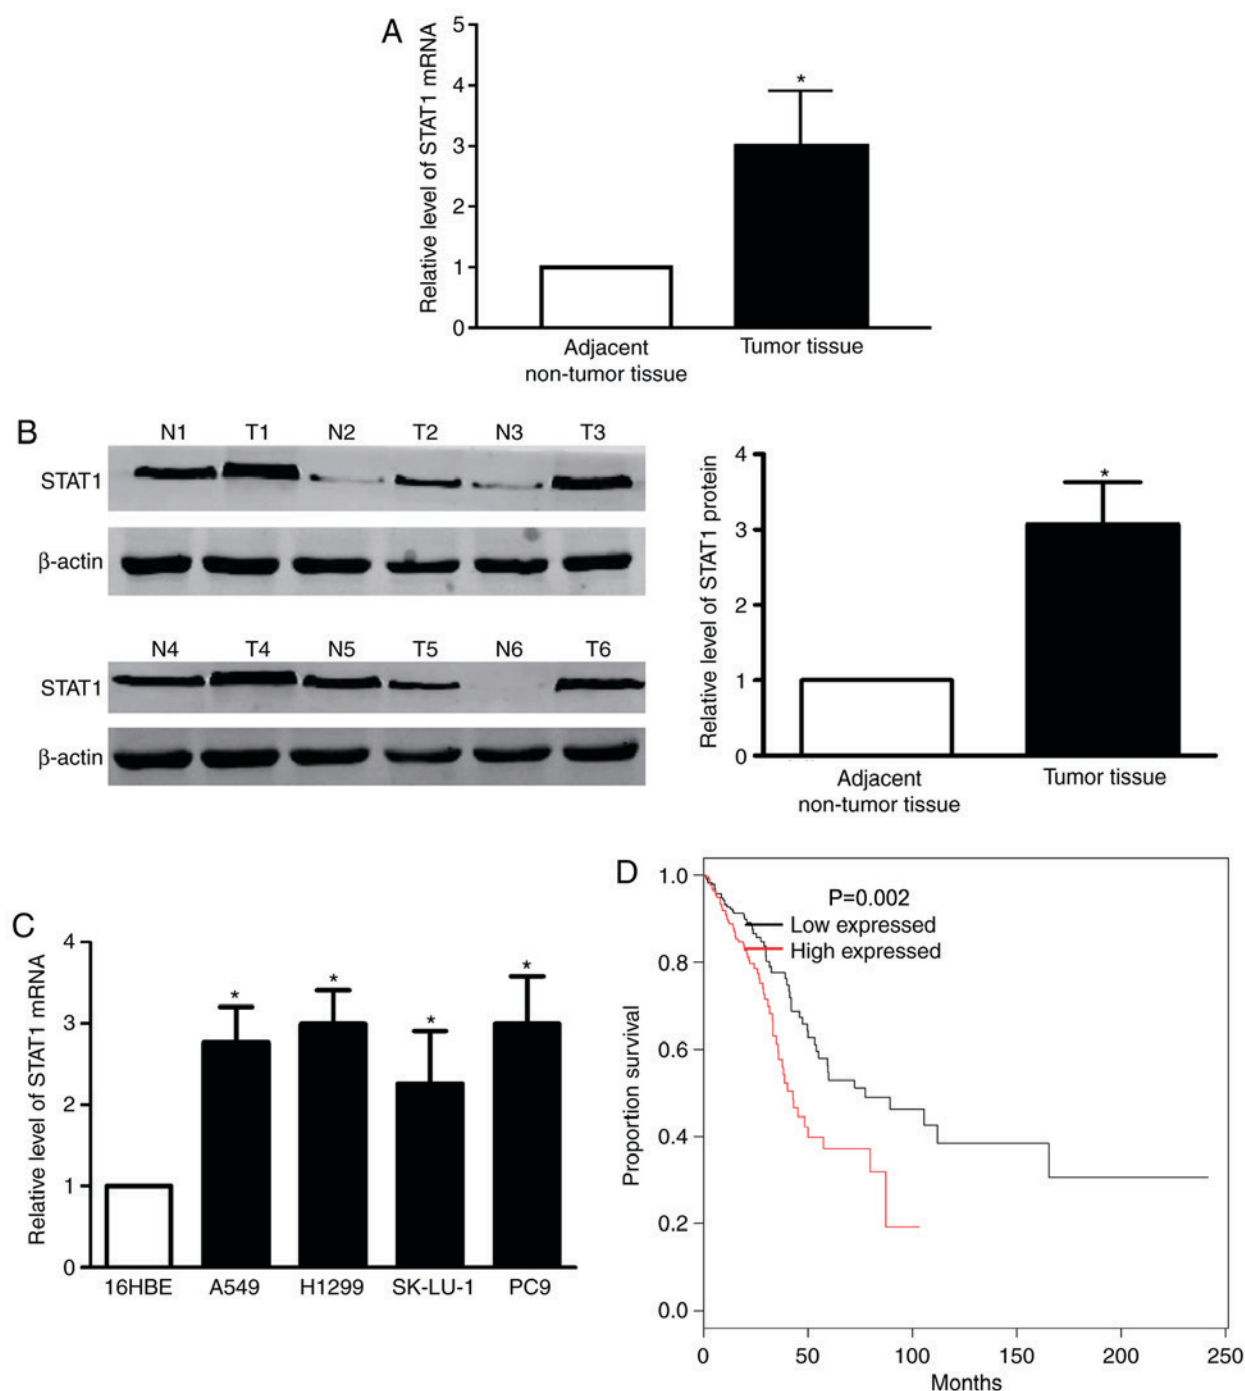 A
Relative level of STAT1 mRNA
5
4
3
2
1
0
*
Adjacent
non-tumor tissue
Tumor tissue
B
N1 T1 N2 T2 N3 T3
STAT1
β-actin
N4 T4 N5 T5 N6 T6
STAT1
β-actin
Relative level of STAT1 protein
4
3
2
1
0
*
Adjacent
non-tumor tissue
Tumor tissue
C
Relative level of STAT1 mRNA
4
3
2
1
0
* * * *
16HBE A549 H1299 SK-LU-1 PC9
D
Proportion survival
1.0
0.8
0.6
0.4
0.2
0.0
P=0.002
Low expressed
High expressed
0 50 100 150 200 250
Months